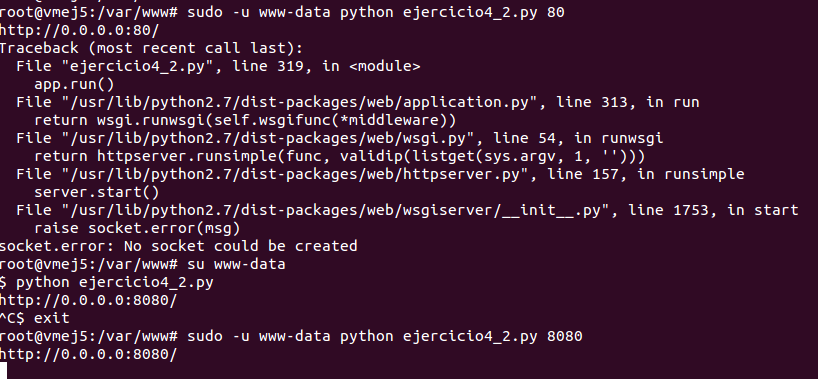 root@vmej5:/var/www# sudo -u www-data python ejercicio4_2.py 80
http://0.0.0.0:80/
Traceback (most recent call last):
  File "ejercicio4_2.py", line 319, in <module>
    app.run()
  File "/usr/lib/python2.7/dist-packages/web/application.py", line 313, in run
    return wsgi.runwsgi(self.wsgifunc(*middleware))
  File "/usr/lib/python2.7/dist-packages/web/wsgi.py", line 54, in runwsgi
    return httpserver.runsimple(func, validip(listget(sys.argv, 1, '')))
  File "/usr/lib/python2.7/dist-packages/web/httpserver.py", line 157, in runsimple
    server.start()
  File "/usr/lib/python2.7/dist-packages/web/wsgiserver/__init__.py", line 1753, in start
    raise socket.error(msg)
socket.error: No socket could be created
root@vmej5:/var/www# su www-data
$ python ejercicio4_2.py
http://0.0.0.0:8080/
^C$ exit
root@vmej5:/var/www# sudo -u www-data python ejercicio4_2.py 8080
http://0.0.0.0:8080/